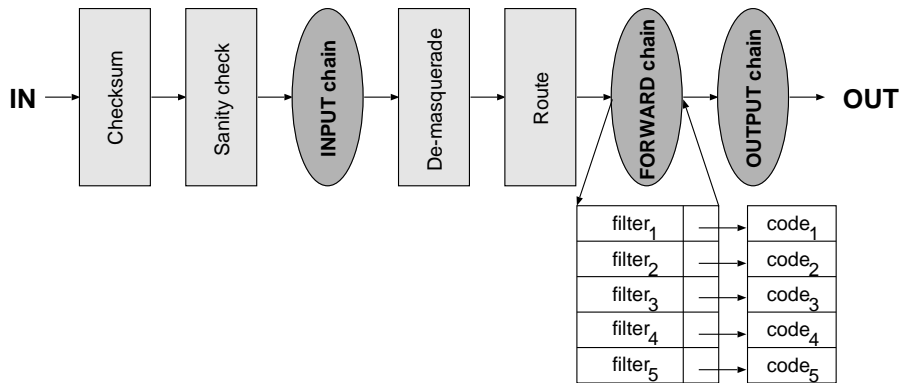 IN
Checksum
Sanity check
INPUT chain
De-masquerade
Route
FORWARD chain
OUTPUT chain
OUT
filter1 code1
filter2 code2
filter3 code3
filter4 code4
filter5 code5